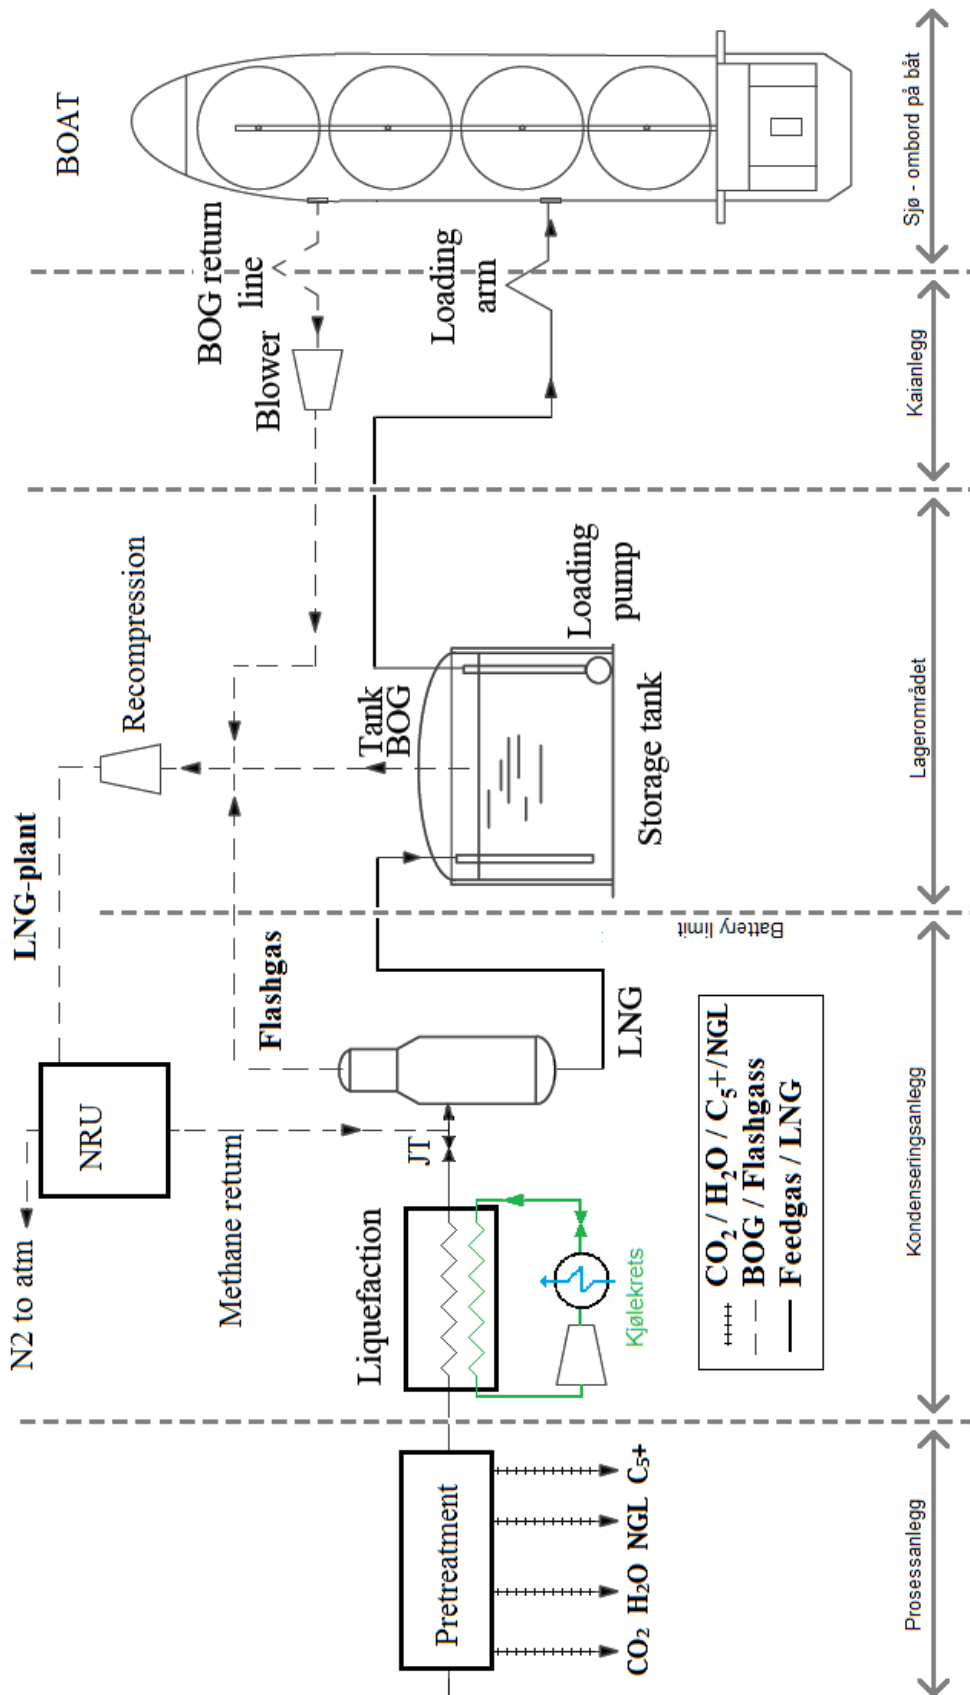 N2 to atm
NRU
LNG-plant
Recompression
BOAT
Methane return
Flashgas
Blower
BOG return
line
Pretreatment
Liquefaction
JT
Tank
BOG
Loading
arm
Kjølekrets
LNG
Storage tank
Loading
pump
CO₂ H₂O NGL C₅+
Battery limit
CO₂ / H₂O / C₅+/NGL
BOG / Flashgass
Feedgas / LNG
Prosessanlegg
Kondenseringsanlegg
Lagerområdet
Kaianlegg
Sjø - ombord på båt